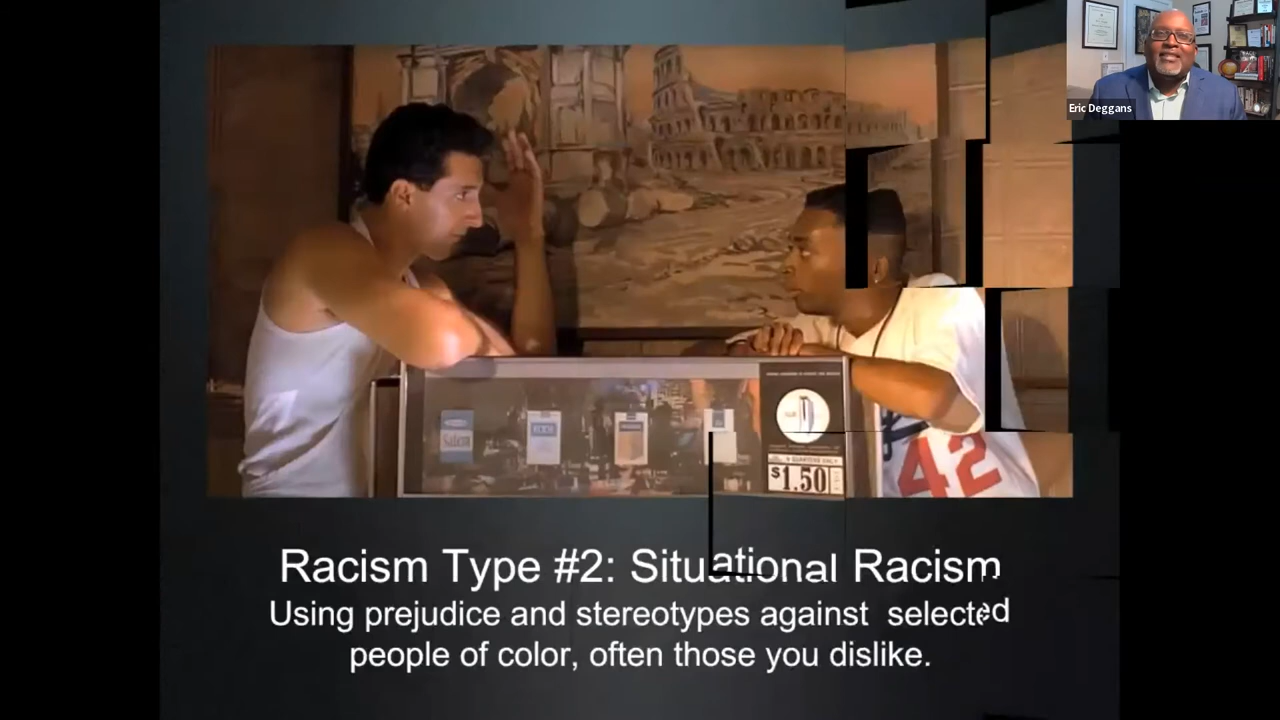 Eric Deggans
Salem
$1.50
42
Racism Type #2: Situational Racism
Using prejudice and stereotypes against selected
people of color, often those you dislike.